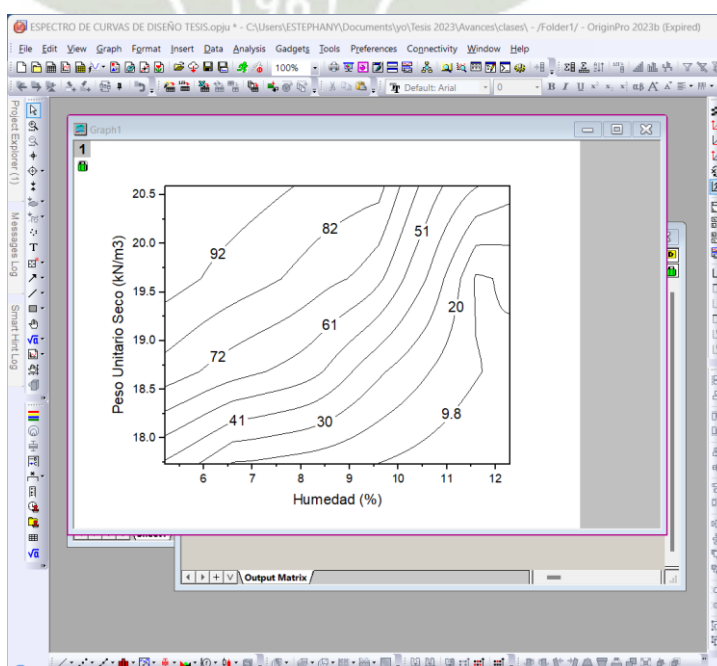 ESPECTRO DE CURVAS DE DISEÑO TESIS.opju * - C:\Users\ESTEPHANY\Documents\yo\Tesis 2023\Avances\clases\ - /Folder1/ - OriginPro 2023b (Expired)
File Edit View Graph Format Insert Data Analysis Gadgets Tools Preferences Connectivity Window Help
100%
Default: Arial
0
B I U
αβ
Project Explorer (1)
Messages Log
Smart Hint Log
Graph1
1
20.5
20.0
19.5
19.0
18.5
18.0
Peso Unitario Seco (kN/m3)
92
82
51
20
61
72
41
30
9.8
6 7 8 9 10 11 12
Humedad (%)
Output Matrix